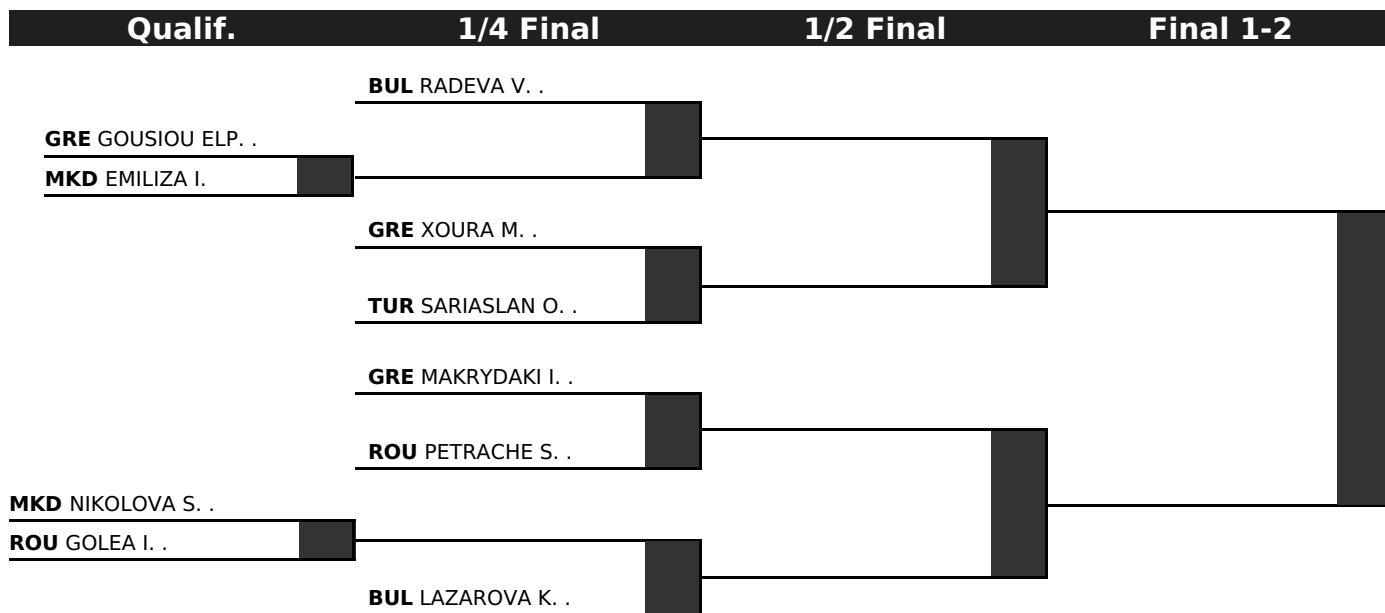 Qualif. 1/4 Final 1/2 Final Final 1-2
BUL RADEVA V. .
GRE GOUSIOU ELP. .
MKD EMILIZA I.
GRE XOURA M. .
TUR SARIASLAN O. .
GRE MAKRYDAKI I. .
ROU PETRACHE S. .
MKD NIKOLOVA S. .
ROU GOLEA I. .
BUL LAZAROVA K. .